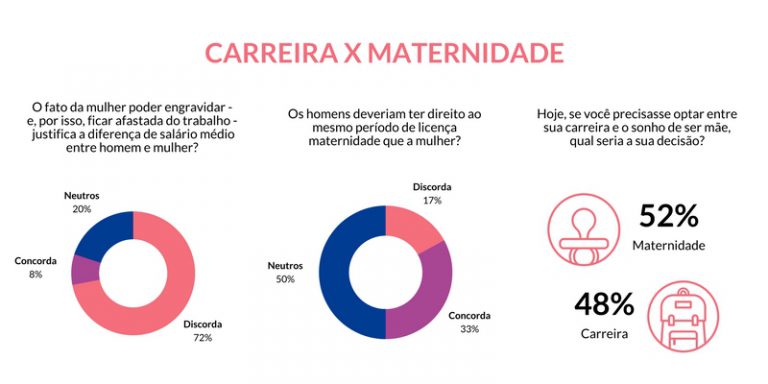 CARREIRA X MATERNIDADE
O fato da mulher poder engravidar -
e, por isso, ficar afastada do trabalho -
justifica a diferença de salário médio
entre homem e mulher?
Neutros
20%
Concorda
8%
Discorda
72%
Os homens deveriam ter direito ao
mesmo período de licença
maternidade que a mulher?
Discorda
17%
Neutros
50%
Concorda
33%
Hoje, se você precisasse optar entre
sua carreira e o sonho de ser mãe,
qual seria a sua decisão?
52%
Maternidade
48%
Carreira